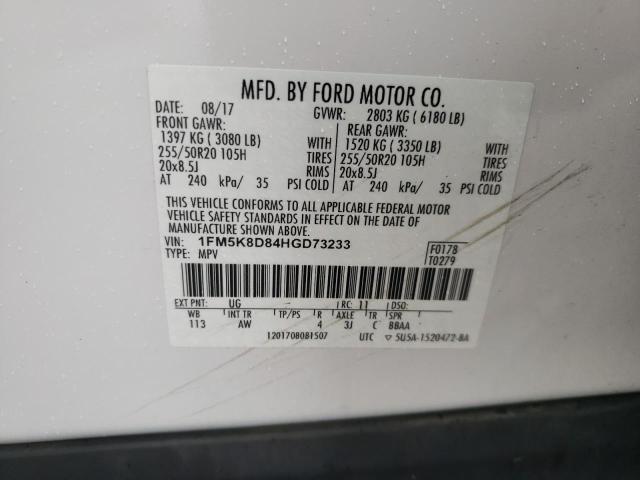 MFD. BY FORD MOTOR CO.
DATE: 08/17 GVWR: 2803 KG ( 6180 LB)
FRONT GAWR: REAR GAWR:
1397 KG ( 3080 LB) WITH 1520 KG ( 3350 LB) WITH
255/50R20 105H TIRES 255/50R20 105H TIRES
20x8.5J RIMS 20x8.5J RIMS
AT 240 kPa/ 35 PSI COLD AT 240 kPa/ 35 PSI COLD
THIS VEHICLE CONFORMS TO ALL APPLICABLE FEDERAL MOTOR
VEHICLE SAFETY STANDARDS IN EFFECT ON THE DATE OF
MANUFACTURE SHOWN ABOVE.
VIN: 1FM5K8D84HGD73233 F0178
TYPE: MPV T0279
EXT PNT: UG RC: 11 DSO:
WB INT TR TP/PS R AXLE TR SPR
113 AW 4 3J C BBAA
1201708081507 UTC ▽ 5U5A-1520472-BA